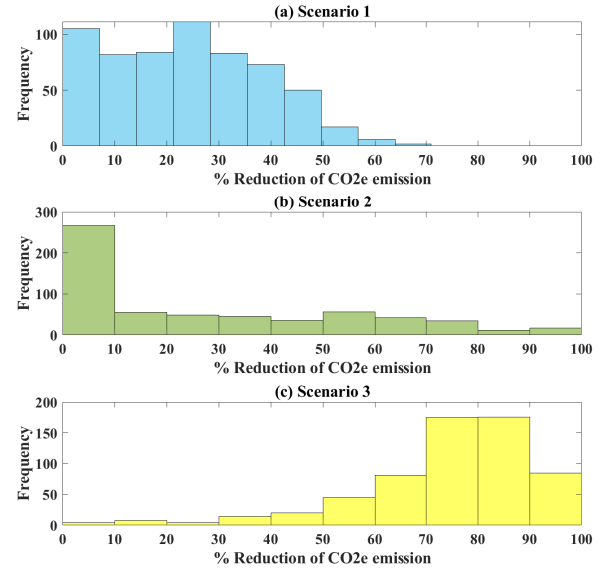 (a) Scenario 1
100
50
0
Frequency
0 10 20 30 40 50 60 70 80 90 100
% Reduction of CO2e emission
(b) Scenario 2
300
200
100
0
Frequency
0 10 20 30 40 50 60 70 80 90 100
% Reduction of CO2e emission
(c) Scenario 3
200
150
100
50
0
Frequency
0 10 20 30 40 50 60 70 80 90 100
% Reduction of CO2e emission